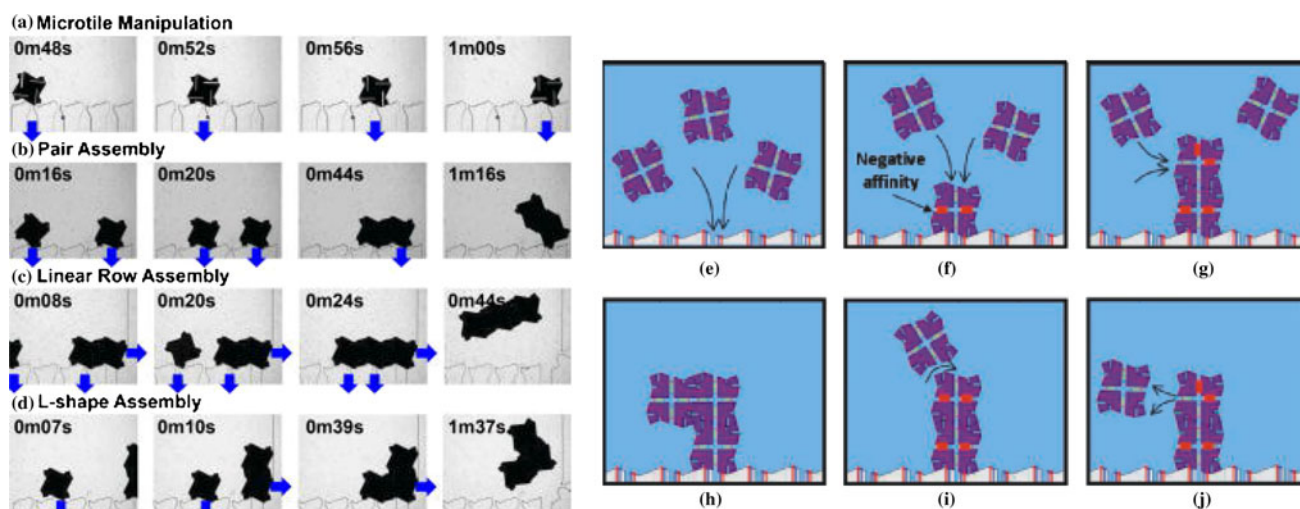 (a) Microtile Manipulation
0m48s 0m52s 0m56s 1m00s
(b) Pair Assembly
0m16s 0m20s 0m44s 1m16s
(c) Linear Row Assembly
0m08s 0m20s 0m24s 0m44s
(d) L-shape Assembly
0m07s 0m10s 0m39s 1m37s
Negative
affinity
(e) (f) (g)
(h) (i) (j)